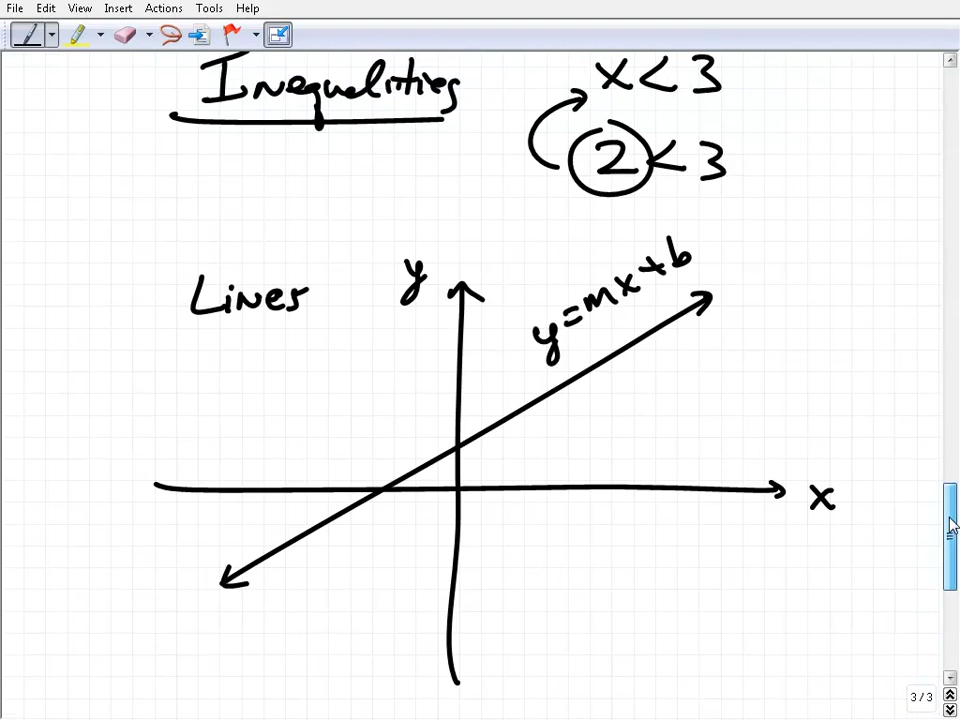 File Edit View Insert Actions Tools Help
Inequalities
x < 3
2 < 3
Lines
y
y = mx + b
x
3 / 3